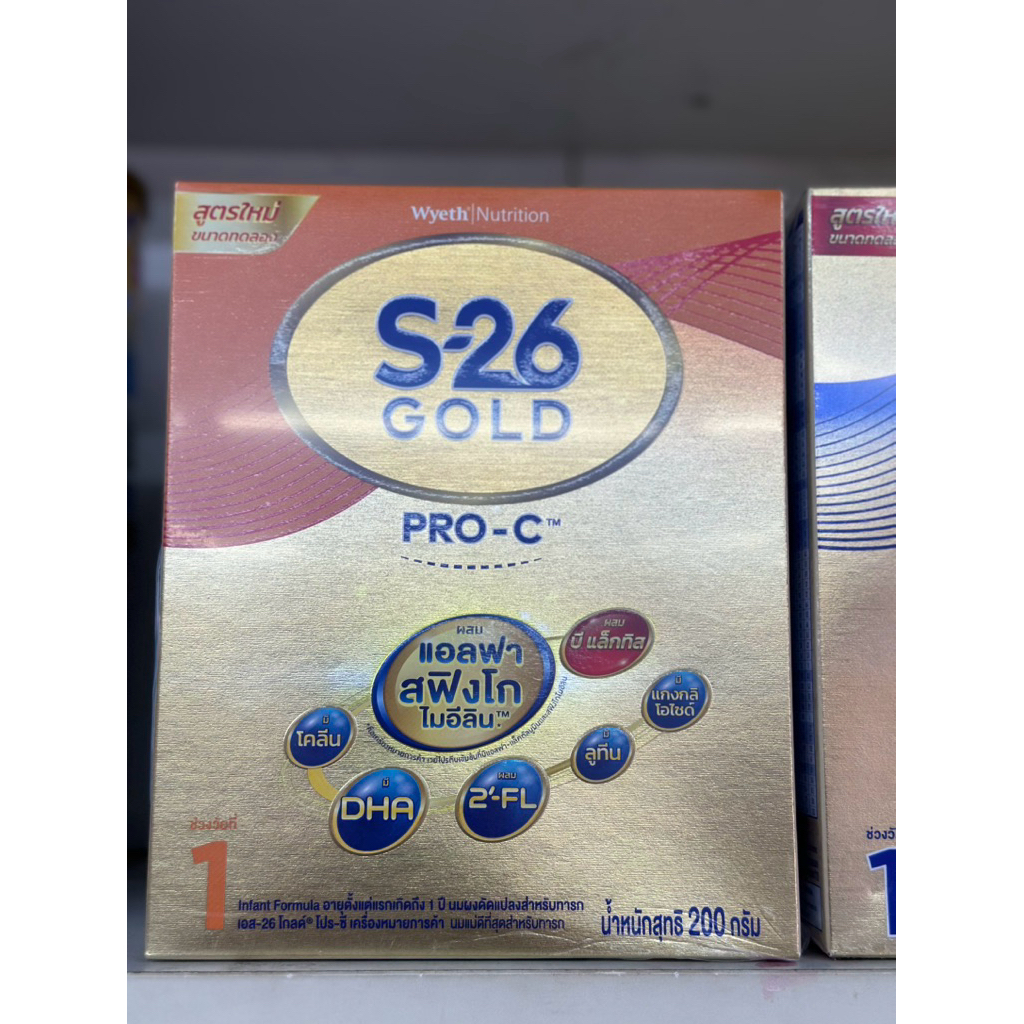 สูตรใหม่
ขนาดทดลอง
Wyeth Nutrition
S-26
GOLD
PRO-C™
ผสม
แอลฟา
สฟิงโก
ไมอีลิน™
ผสม
บี แล็กทิส
มี
แกงกลิ
โอไซด์
มี
ลูทีน
ผสม
2'-FL
มี
DHA
มี
โคลีน
ช่วงวัยที่
1
Infant Formula อายุตั้งแต่แรกเกิดถึง 1 ปี นมผงดัดแปลงสำหรับทารก
เอส-26 โกลด์® โปร-ซี เครื่องหมายการค้า นมแม่ดีที่สุดสำหรับทารก
น้ำหนักสุทธิ 200 กรัม
สูตรให
ขนาดทดล
ช่วงวั
1